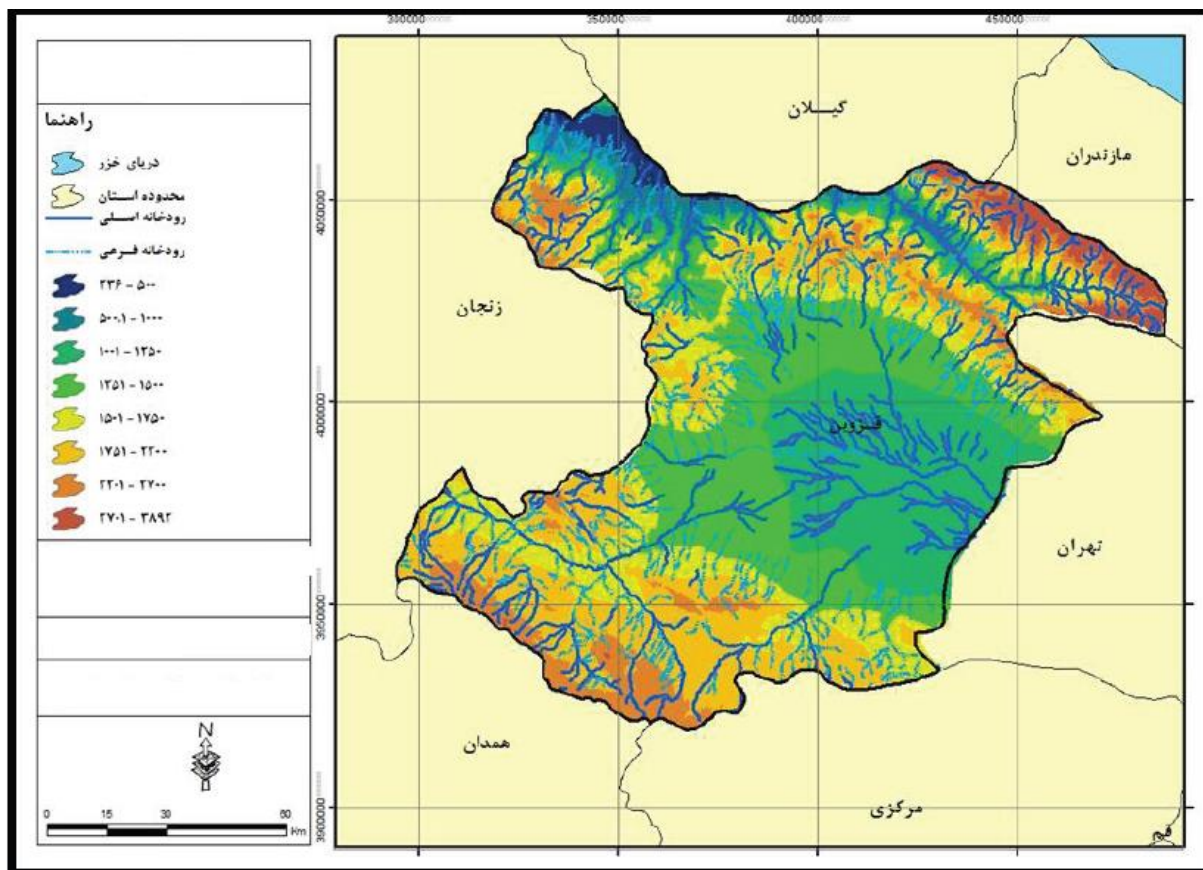 300000 350000 400000 450000
راهنما
دریای خزر
محدوده استان
رودخانه اصلی
رودخانه فرعی
۲۳۶ - ۵۰۰
۵۰۰.۱ - ۱۰۰۰
۱۰۰۱ - ۱۲۵۰
۱۲۵۱ - ۱۵۰۰
۱۵۰۱ - ۱۷۵۰
۱۷۵۱ - ۲۲۰۰
۲۲۰۱ - ۲۷۰۰
۲۷۰۱ - ۳۸۹۲
N
0 15 30 60
Km
گیلان
مازندران
زنجان
قزوین
تهران
همدان
مرکزی
قم
4050000
4000000
3950000
3900000